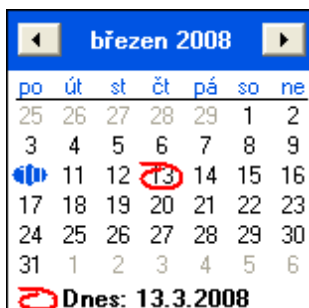 březen 2008
po út st čt pá so ne
25 26 27 28 29 1 2
3 4 5 6 7 8 9
11 12 13 14 15 16
17 18 19 20 21 22 23
24 25 26 27 28 29 30
31 1 2 3 4 5 6
Dnes: 13.3.2008